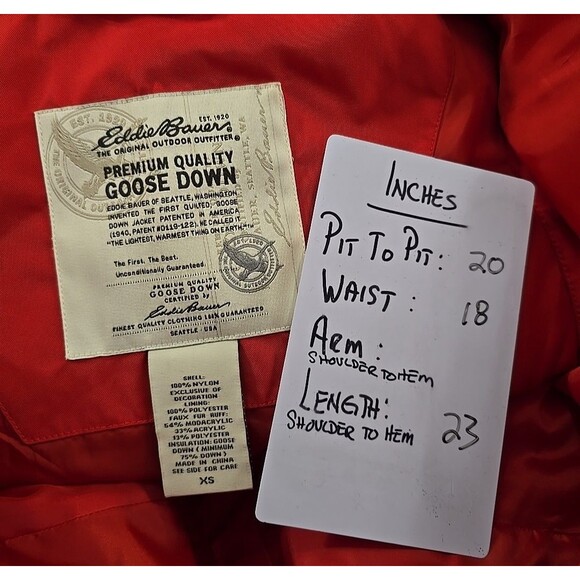 EST. 1920
Eddie Bauer®
THE ORIGINAL OUTDOOR OUTFITTER®
PREMIUM QUALITY
GOOSE DOWN
EDDIE BAUER OF SEATTLE, WASHINGTON
INVENTED THE FIRST QUILTED, GOOSE
DOWN JACKET PATENTED IN AMERICA
(1940, PATENT #D119-122). HE CALLED IT
"THE LIGHTEST, WARMEST THING ON EARTH."
The First. The Best.
Unconditionally Guaranteed.
PREMIUM QUALITY
GOOSE DOWN
CERTIFIED by
Eddie Bauer
FINEST QUALITY CLOTHING 100% GUARANTEED
SEATTLE / USA
SHELL:
100% NYLON
EXCLUSIVE OF
DECORATION
LINING:
100% POLYESTER
FAUX FUR RUFF:
54% MODACRYLIC
33% ACRYLIC
13% POLYESTER
INSULATION: GOOSE
DOWN (MINIMUM
75% DOWN)
MADE IN CHINA
SEE SIDE FOR CARE
XS
INCHES
PIT TO PIT: 20
WAIST: 18
ARM:
SHOULDER TO HEM
LENGTH: 23
SHOULDER TO HEM